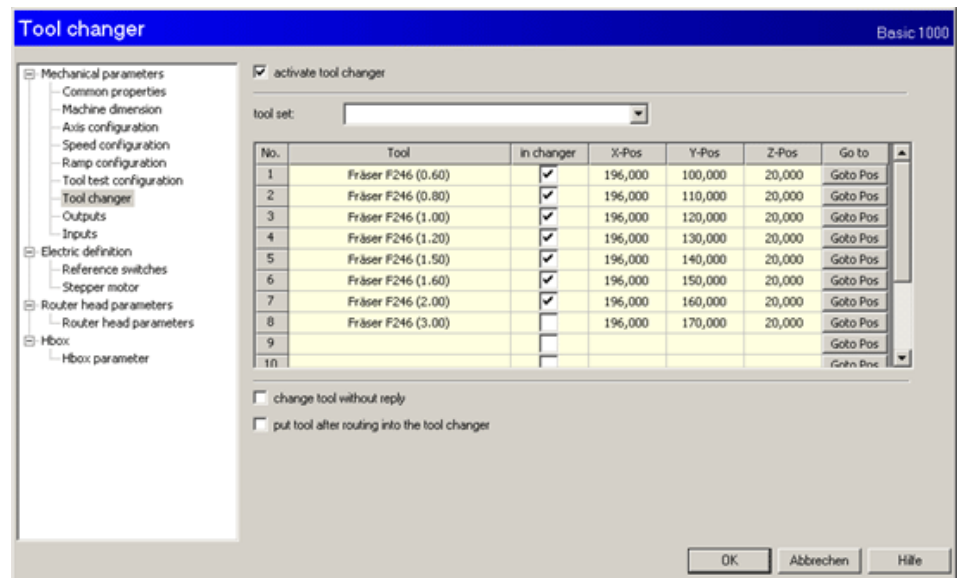 Tool changer
Basic 1000
Mechanical parameters
Common properties
Machine dimension
Axis configuration
Speed configuration
Ramp configuration
Tool test configuration
Tool changer
Outputs
Inputs
Electric definition
Reference switches
Stepper motor
Router head parameters
Router head parameters
Hbox
Hbox parameter
activate tool changer
tool set:
No. Tool in changer X-Pos Y-Pos Z-Pos Go to
1 Fräser F246 (0.60) 196,000 100,000 20,000 Goto Pos
2 Fräser F246 (0.80) 196,000 110,000 20,000 Goto Pos
3 Fräser F246 (1.00) 196,000 120,000 20,000 Goto Pos
4 Fräser F246 (1.20) 196,000 130,000 20,000 Goto Pos
5 Fräser F246 (1.50) 196,000 140,000 20,000 Goto Pos
6 Fräser F246 (1.60) 196,000 150,000 20,000 Goto Pos
7 Fräser F246 (2.00) 196,000 160,000 20,000 Goto Pos
8 Fräser F246 (3.00) 196,000 170,000 20,000 Goto Pos
9 Goto Pos
10 Goto Pos
change tool without reply
put tool after routing into the tool changer
OK Abbrechen Hilfe